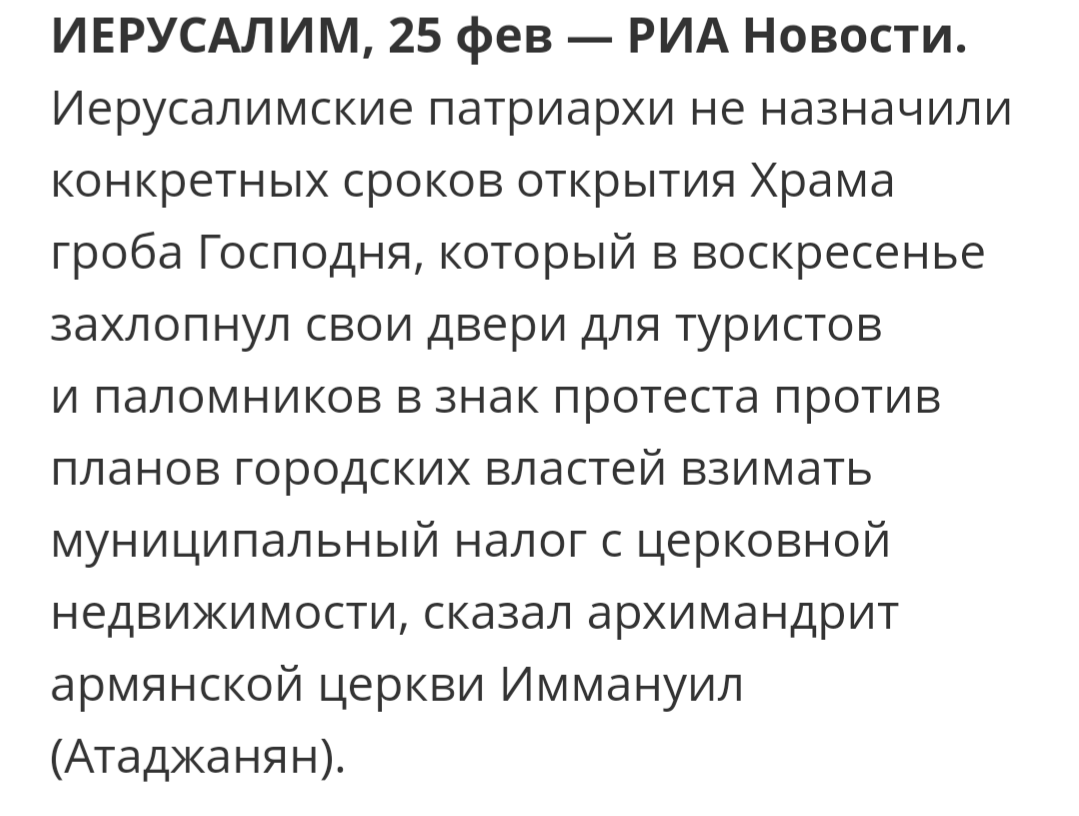 ИЕРУСАЛИМ, 25 фев — РИА Новости.
Иерусалимские патриархи не назначили
конкретных сроков открытия Храма
гроба Господня, который в воскресенье
захлопнул свои двери для туристов
и паломников в знак протеста против
планов городских властей взимать
муниципальный налог с церковной
недвижимости, сказал архимандрит
армянской церкви Иммануил
(Атаджанян).